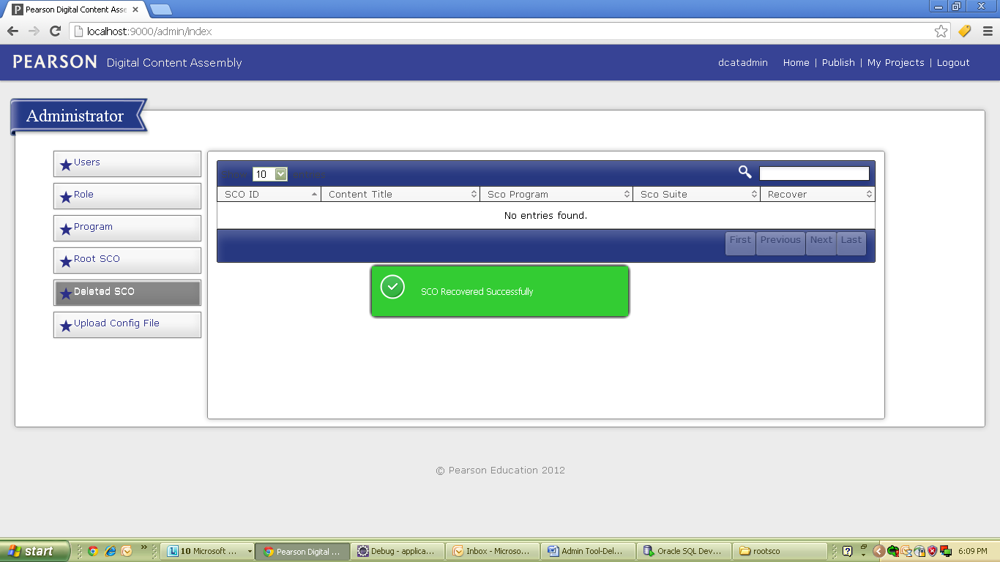 Pearson Digital Content Asse
localhost:9000/admin/index
PEARSON Digital Content Assembly dcatadmin Home | Publish | My Projects | Logout
Administrator
Users
Role
Program
Root SCO
Deleted SCO
Upload Config File
Show 10 entries
SCO ID Content Title Sco Program Sco Suite Recover
No entries found.
First Previous Next Last
SCO Recovered Successfully
© Pearson Education 2012
start 10 Microsoft ... Pearson Digital ... Debug - applica... Inbox - Microso... Admin Tool-Del... Oracle SQL Dev... rootsco 6:09 PM